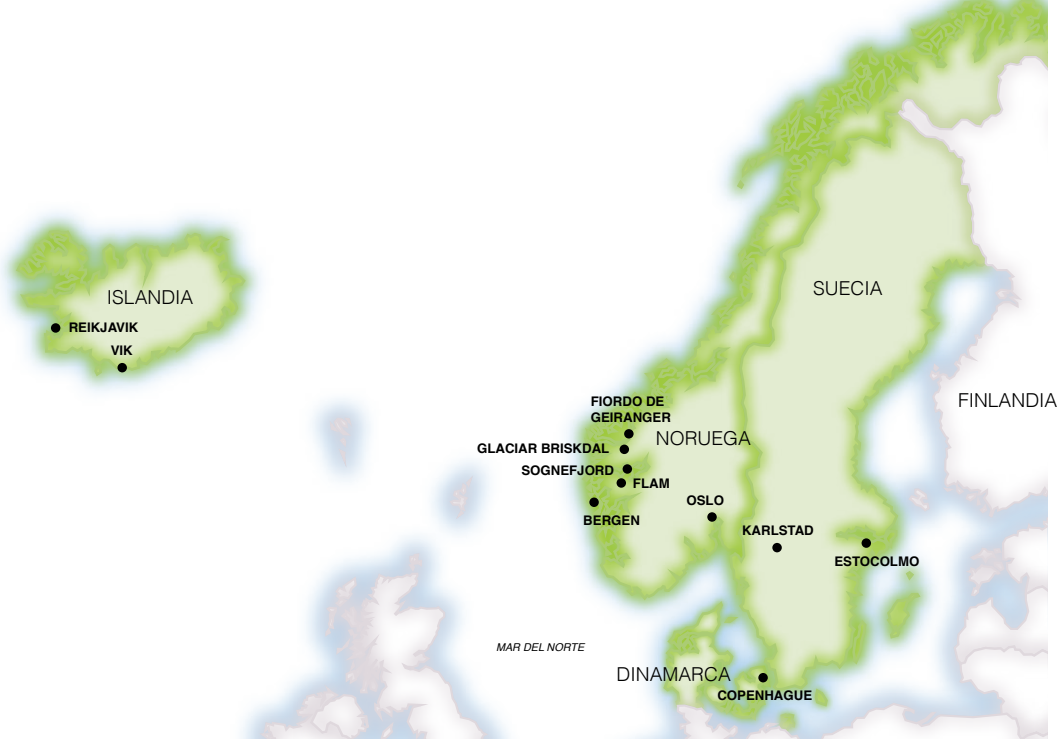 SUECIA
ISLANDIA
REIKJAVIK
VIK
FINLANDIA
FIORDO DE
GEIRANGER
NORUEGA
GLACIAR BRISKDAL
SOGNEFJORD
FLAM
OSLO
BERGEN
KARLSTAD
ESTOCOLMO
MAR DEL NORTE
DINAMARCA
COPENHAGUE